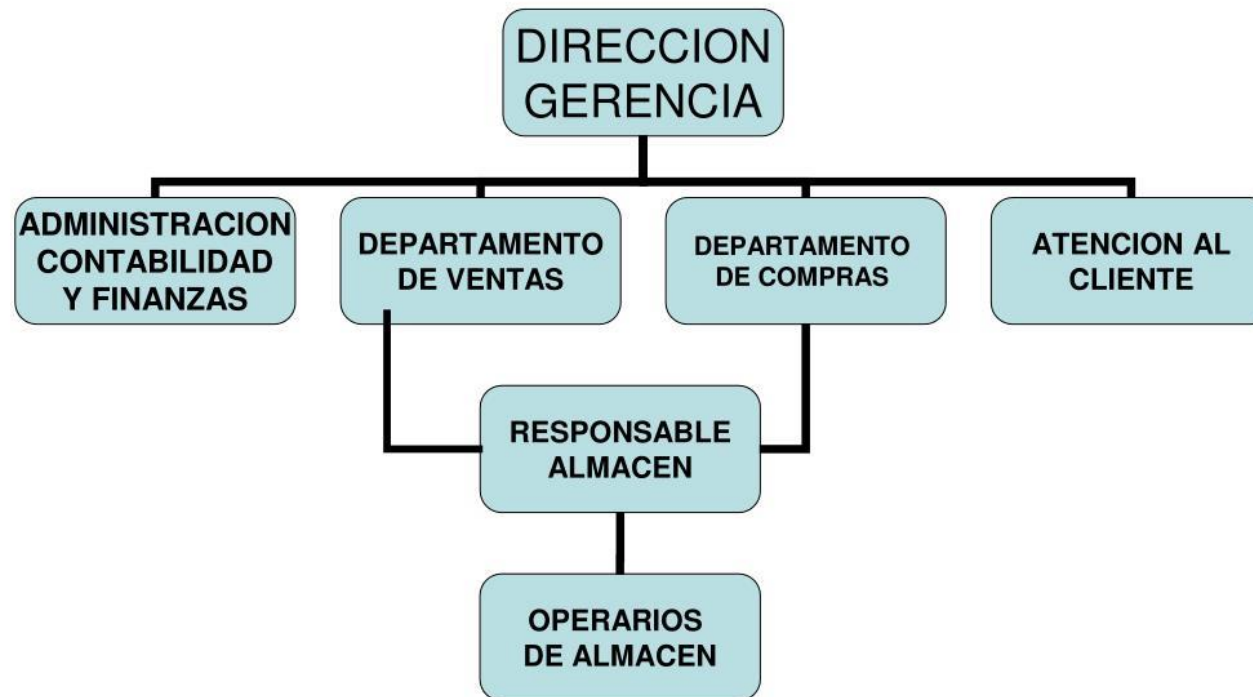 DIRECCION
GERENCIA
ADMINISTRACION
CONTABILIDAD
Y FINANZAS
DEPARTAMENTO
DE VENTAS
DEPARTAMENTO
DE COMPRAS
ATENCION AL
CLIENTE
RESPONSABLE
ALMACEN
OPERARIOS
DE ALMACEN